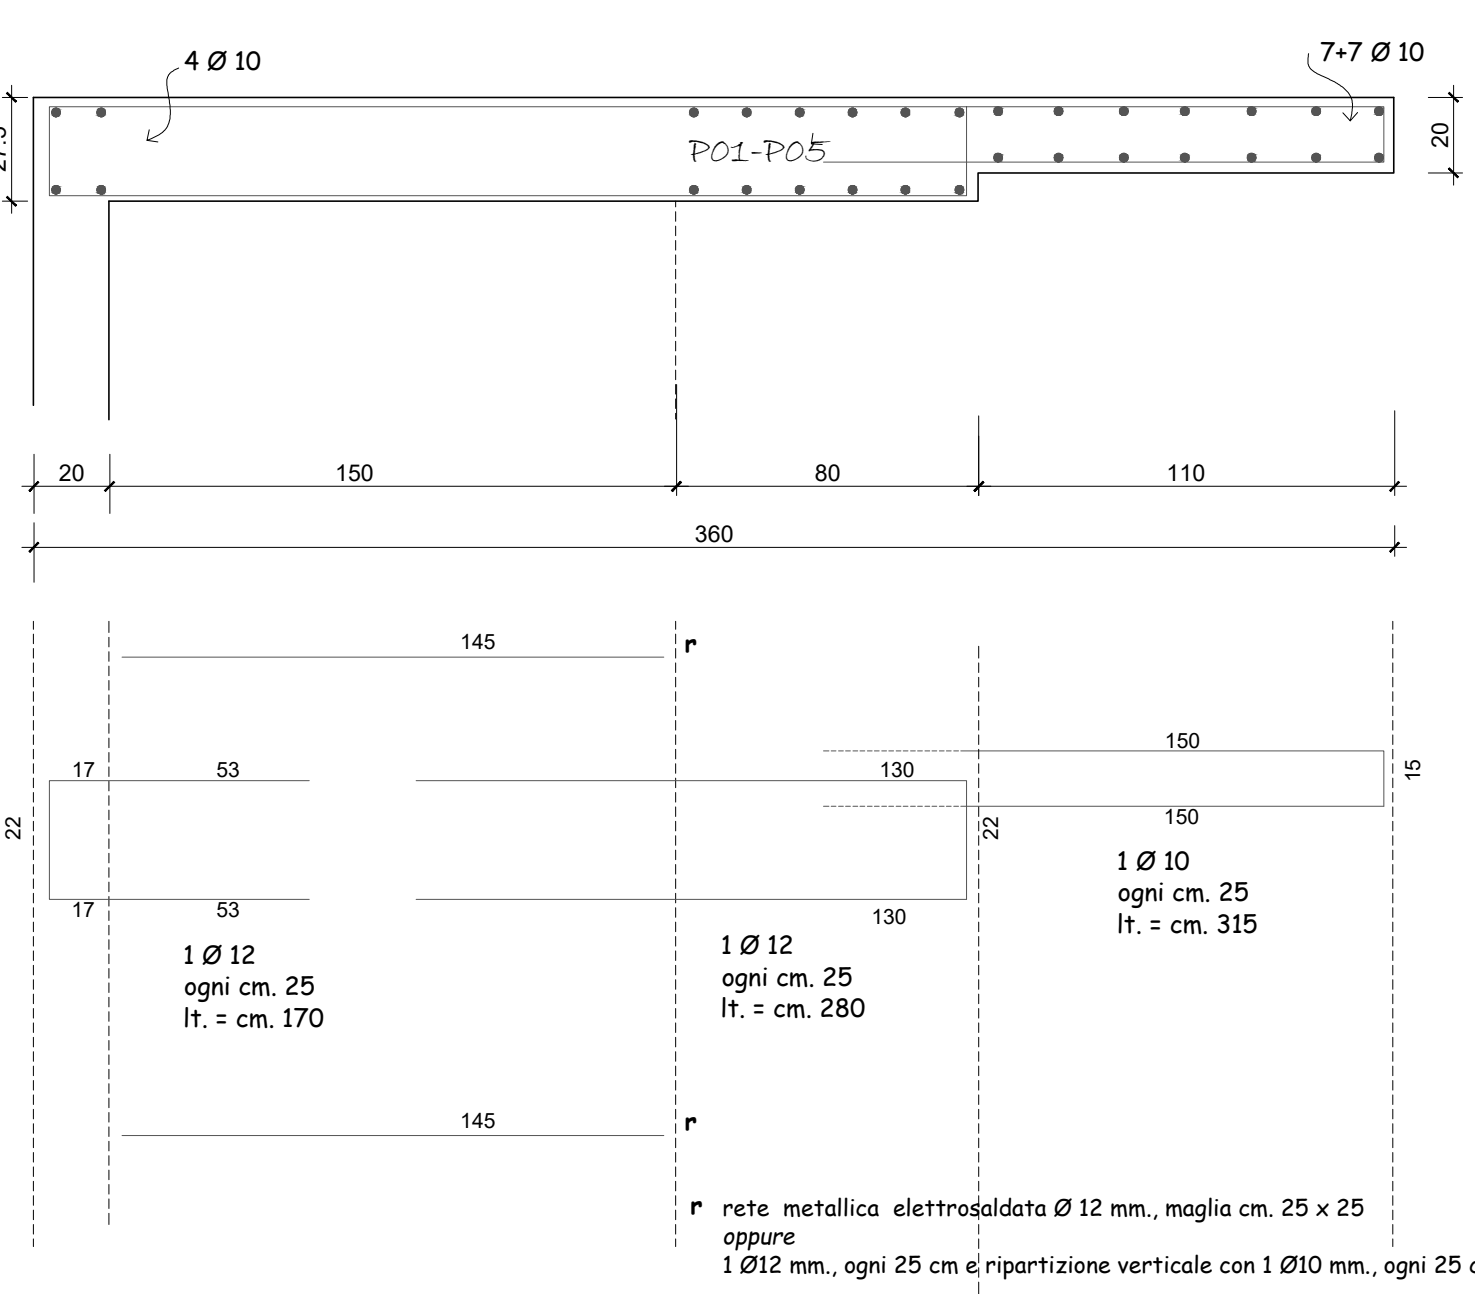 4 Ø 10
7+7 Ø 10
P01-P05
20
20
150
80
110
360
145
r
150
17
53
130
15
22
22
150
17
53
130
1 Ø 10
ogni cm. 25
lt. = cm. 315
1 Ø 12
ogni cm. 25
lt. = cm. 170
1 Ø 12
ogni cm. 25
lt. = cm. 280
145
r
r rete metallica elettrosaldata Ø 12 mm., maglia cm. 25 x 25
oppure
1 Ø12 mm., ogni 25 cm e ripartizione verticale con 1 Ø10 mm., ogni 25